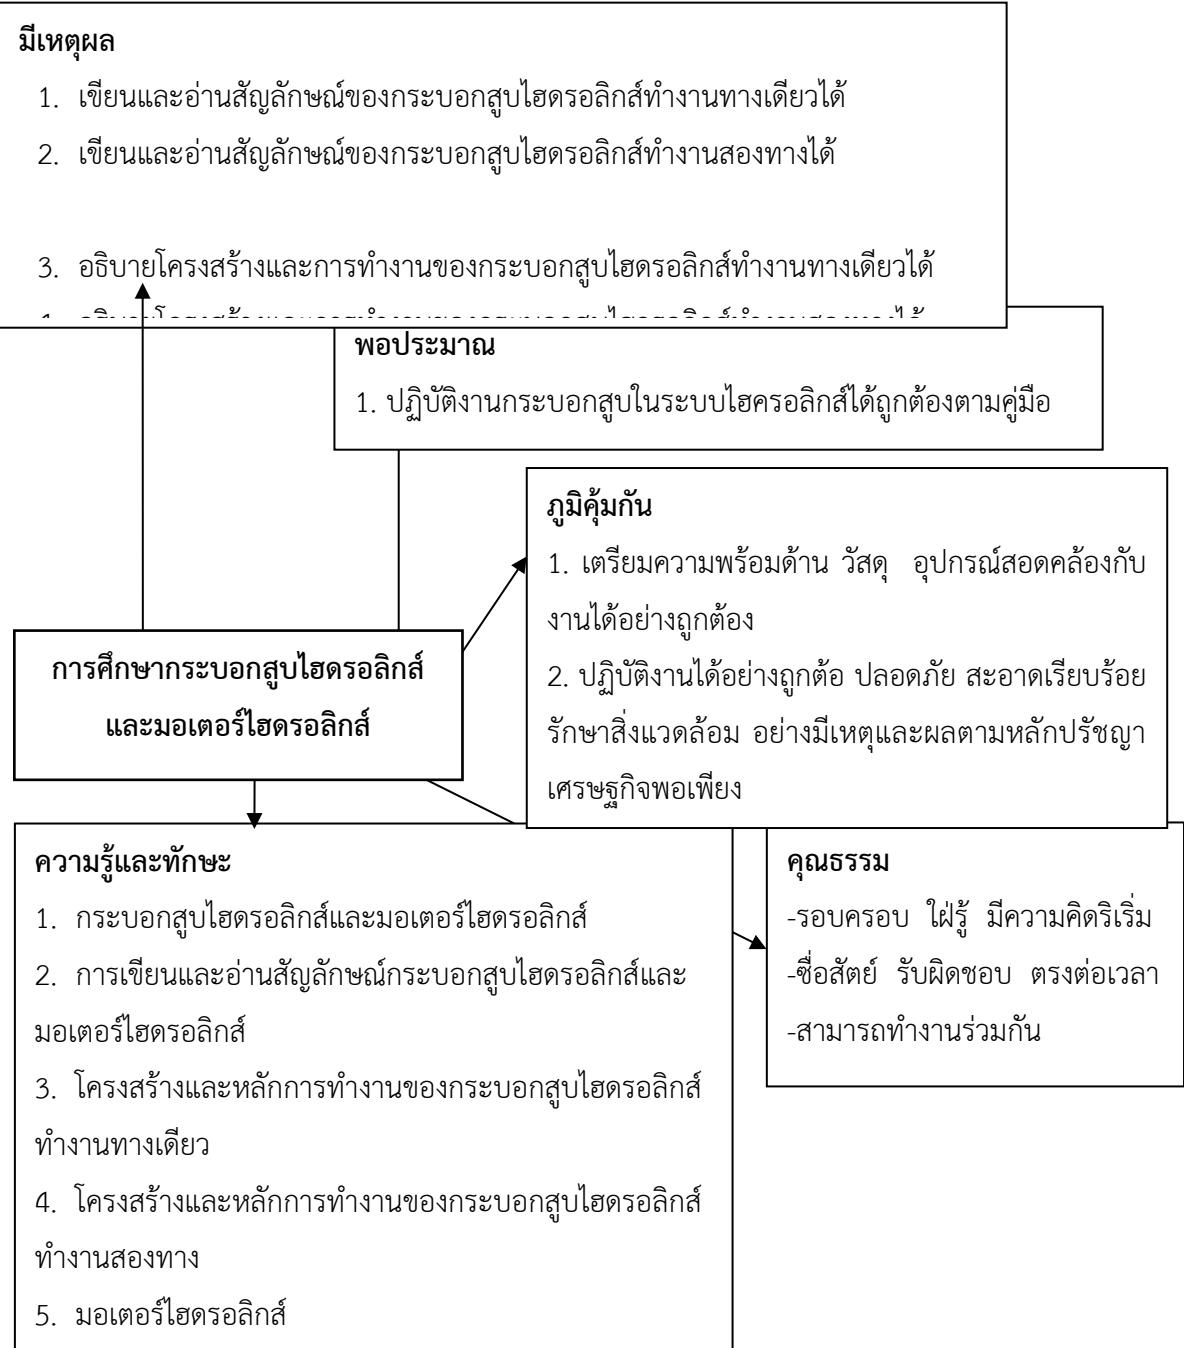 มีเหตุผล
1. เขียนและอ่านสัญลักษณ์ของกระบอกสูบไฮดรอลิกส์ทำงานทางเดียวได้
2. เขียนและอ่านสัญลักษณ์ของกระบอกสูบไฮดรอลิกส์ทำงานสองทางได้
3. อธิบายโครงสร้างและการทำงานของกระบอกสูบไฮดรอลิกส์ทำงานทางเดียวได้
พอประมาณ
1. ปฏิบัติงานกระบอกสูบในระบบไฮครอลิกส์ได้ถูกต้องตามคู่มือ
ภูมิคุ้มกัน
1. เตรียมความพร้อมด้าน วัสดุ อุปกรณ์สอดคล้องกับ
งานได้อย่างถูกต้อง
2. ปฏิบัติงานได้อย่างถูกต้อ ปลอดภัย สะอาดเรียบร้อย
รักษาสิ่งแวดล้อม อย่างมีเหตุและผลตามหลักปรัชญา
เศรษฐกิจพอเพียง
การศึกษากระบอกสูบไฮดรอลิกส์
และมอเตอร์ไฮดรอลิกส์
ความรู้และทักษะ
1. กระบอกสูบไฮดรอลิกส์และมอเตอร์ไฮดรอลิกส์
2. การเขียนและอ่านสัญลักษณ์กระบอกสูบไฮดรอลิกส์และ
มอเตอร์ไฮดรอลิกส์
3. โครงสร้างและหลักการทำงานของกระบอกสูบไฮดรอลิกส์
ทำงานทางเดียว
4. โครงสร้างและหลักการทำงานของกระบอกสูบไฮดรอลิกส์
ทำงานสองทาง
5. มอเตอร์ไฮดรอลิกส์
คุณธรรม
-รอบครอบ ใฝ่รู้ มีความคิดริเริ่ม
-ซื่อสัตย์ รับผิดชอบ ตรงต่อเวลา
-สามารถทำงานร่วมกัน